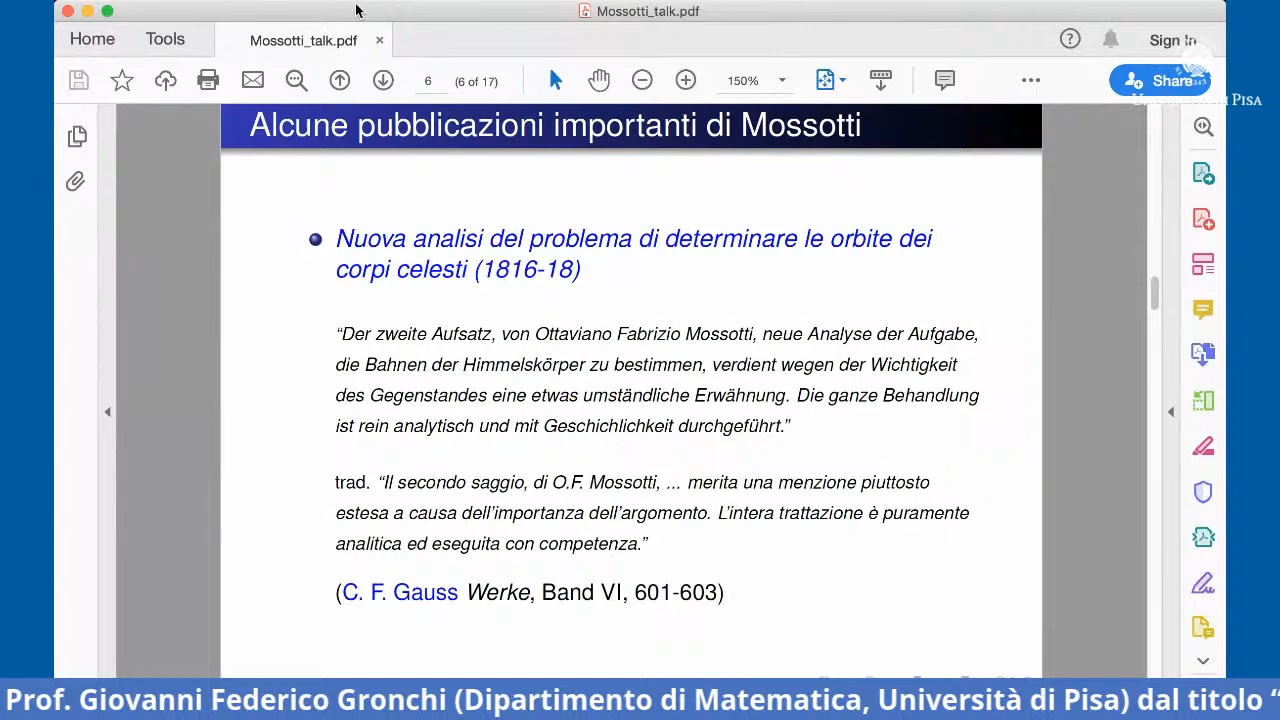 Mossotti_talk.pdf
Home Tools Mossotti_talk.pdf × Sign In
6 (6 of 17) 150% Share
Alcune pubblicazioni importanti di Mossotti
Nuova analisi del problema di determinare le orbite dei
corpi celesti (1816-18)
“Der zweite Aufsatz, von Ottaviano Fabrizio Mossotti, neue Analyse der Aufgabe,
die Bahnen der Himmelskörper zu bestimmen, verdient wegen der Wichtigkeit
des Gegenstandes eine etwas umständliche Erwähnung. Die ganze Behandlung
ist rein analytisch und mit Geschichlichkeit durchgeführt.”
trad. “Il secondo saggio, di O.F. Mossotti, ... merita una menzione piuttosto
estesa a causa dell’importanza dell’argomento. L’intera trattazione è puramente
analitica ed eseguita con competenza.”
(C. F. Gauss Werke, Band VI, 601-603)
Prof. Giovanni Federico Gronchi (Dipartimento di Matematica, Università di Pisa) dal titolo “